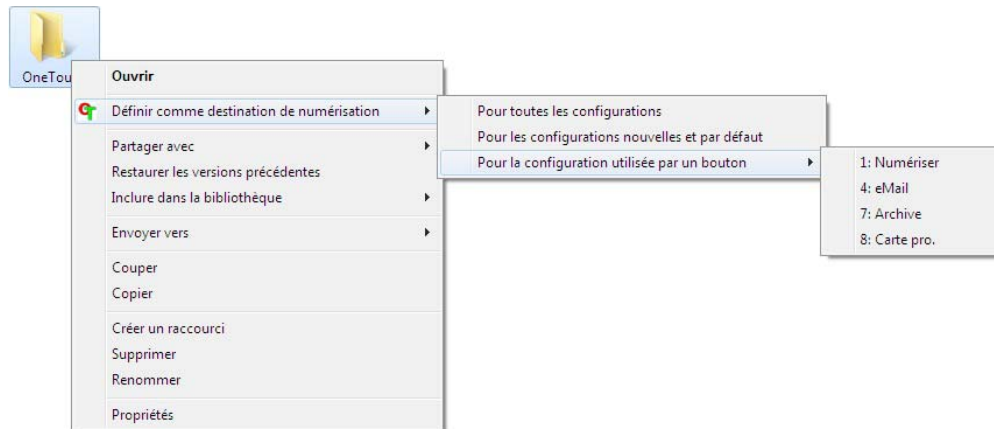 OneTou
Ouvrir
Définir comme destination de numérisation
Partager avec
Restaurer les versions précédentes
Inclure dans la bibliothèque
Envoyer vers
Couper
Copier
Créer un raccourci
Supprimer
Renommer
Propriétés
Pour toutes les configurations
Pour les configurations nouvelles et par défaut
Pour la configuration utilisée par un bouton
1: Numériser
4: eMail
7: Archive
8: Carte pro.